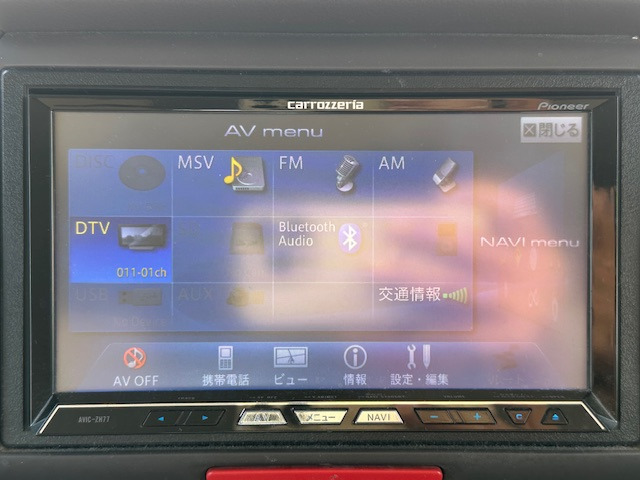 carrozzeria
Pioneer
AV menu
閉じる
DISC MSV FM AM
DTV
011-01ch
Bluetooth
Audio
NAVI menu
USB AUX
交通情報
AV OFF 携帯電話 ビュー 情報 設定・編集
AVIC-ZH77
メニュー NAVI
− +